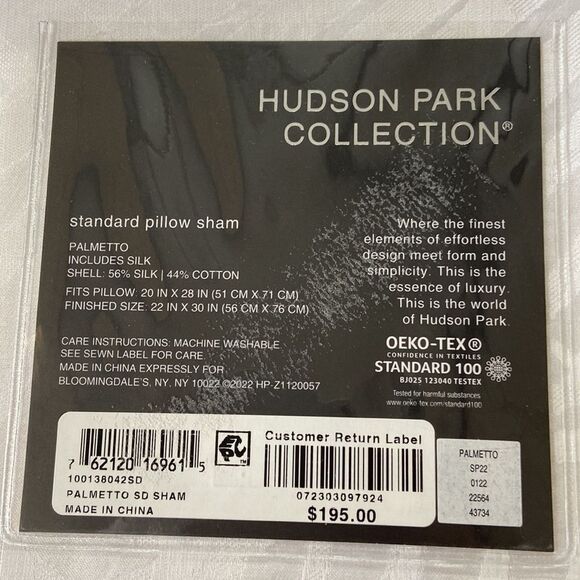 HUDSON PARK
COLLECTION®
standard pillow sham
PALMETTO
INCLUDES SILK
SHELL: 56% SILK | 44% COTTON
FITS PILLOW: 20 IN X 28 IN (51 CM X 71 CM)
FINISHED SIZE: 22 IN X 30 IN (56 CM X 76 CM)
CARE INSTRUCTIONS: MACHINE WASHABLE.
SEE SEWN LABEL FOR CARE.
MADE IN CHINA EXPRESSLY FOR
BLOOMINGDALE'S, NY, NY 10022 ©2022 HP-Z1120057
Where the finest
elements of effortless
design meet form and
simplicity. This is the
essence of luxury.
This is the world
of Hudson Park.
OEKO-TEX®
CONFIDENCE IN TEXTILES
STANDARD 100
BJ025 123040 TESTEX
Tested for harmful substances
www.oeko-tex.com/standard100
7 62120 16961 5
100138042SD
PALMETTO SD SHAM
MADE IN CHINA
EPC
Customer Return Label
072303097924
$195.00
PALMETTO
SP22
0122
22564
43734